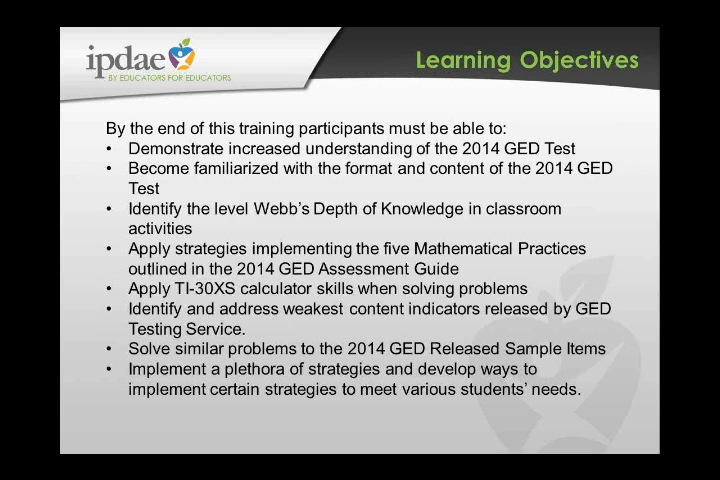 ipdae
BY EDUCATORS FOR EDUCATORS
Learning Objectives
By the end of this training participants must be able to:
• Demonstrate increased understanding of the 2014 GED Test
• Become familiarized with the format and content of the 2014 GED
Test
• Identify the level Webb's Depth of Knowledge in classroom
activities
• Apply strategies implementing the five Mathematical Practices
outlined in the 2014 GED Assessment Guide
• Apply TI-30XS calculator skills when solving problems
• Identify and address weakest content indicators released by GED
Testing Service.
• Solve similar problems to the 2014 GED Released Sample Items
• Implement a plethora of strategies and develop ways to
implement certain strategies to meet various students' needs.